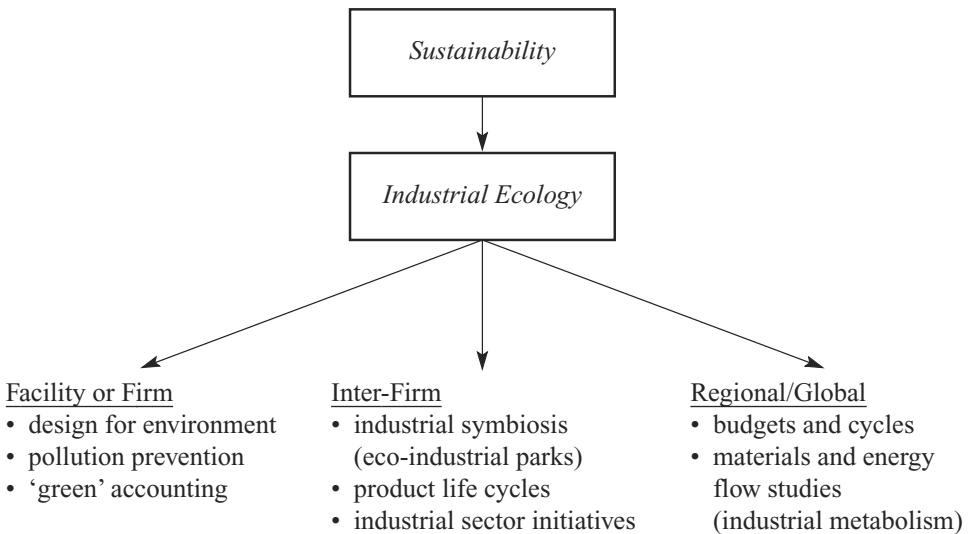 Sustainability
Industrial Ecology
Facility or Firm
• design for environment
• pollution prevention
• ‘green’ accounting
Inter-Firm
• industrial symbiosis
(eco-industrial parks)
• product life cycles
• industrial sector initiatives
Regional/Global
• budgets and cycles
• materials and energy
flow studies
(industrial metabolism)